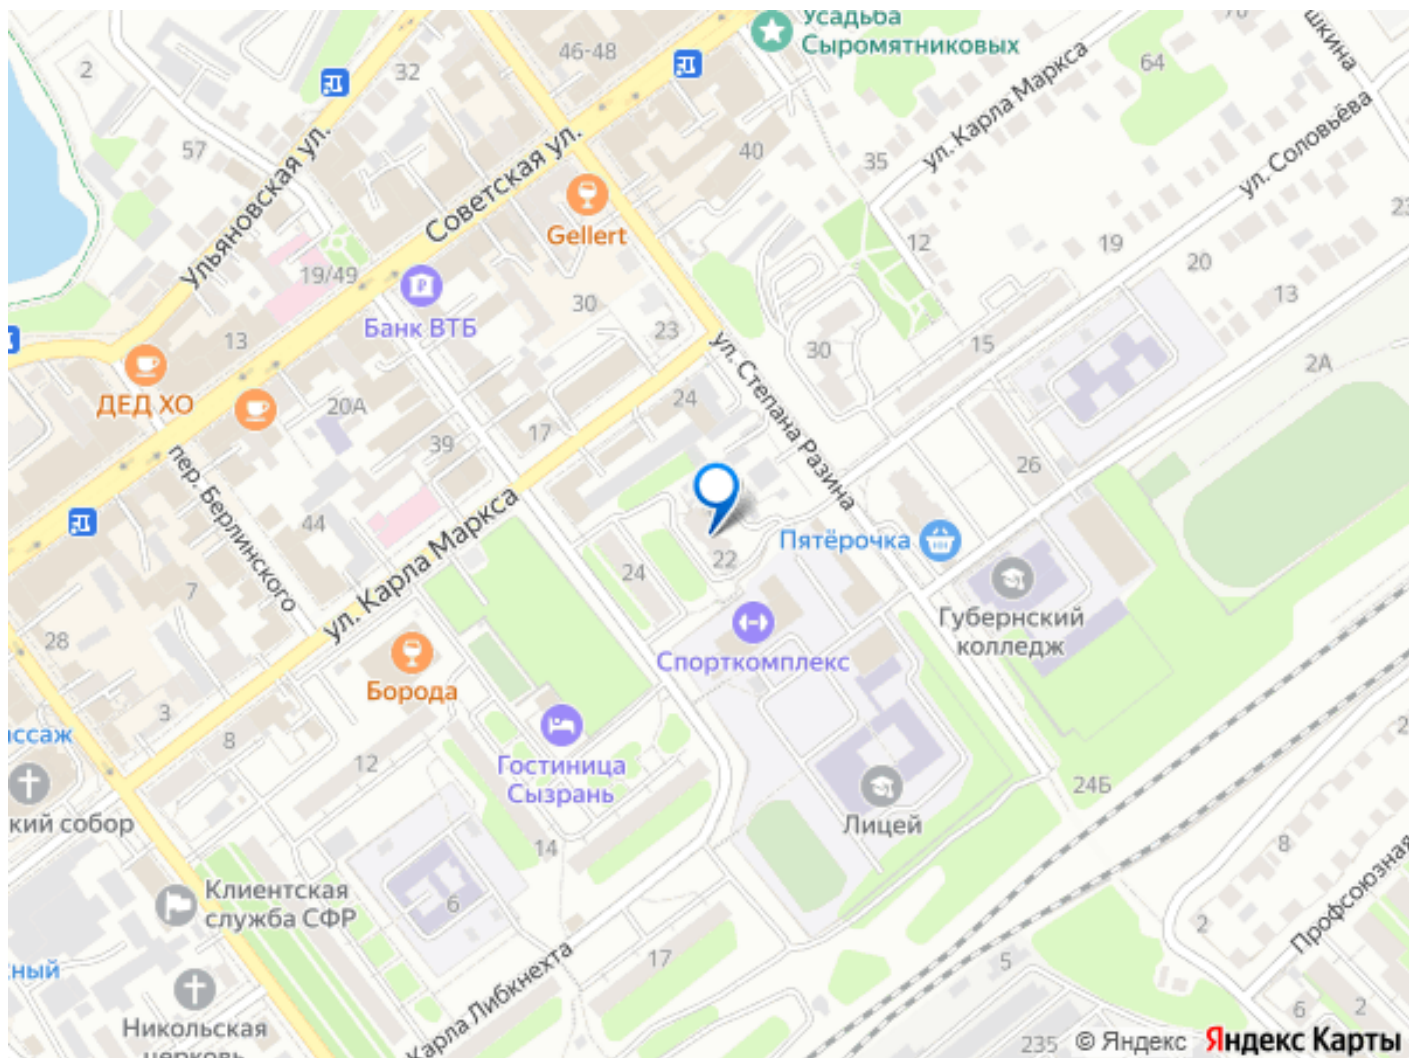 Усадьба
Сыромятниковых
46-48
70
2
32
64
ул. Карла Маркса
ул. Соловьёва
Ульяновская ул.
Советская ул.
57
40
35
Gellert
12
19
20
23
19/49
30
13
Банк ВТБ
13
23
30
15
2А
ДЕД ХО
20А
24
ул. Степана Разина
39
17
26
пер. Берлинского
44
ул. Карла Маркса
Пятёрочка
22
24
7
Губернский
колледж
28
Спорткомплекс
Борода
3
8
12
Гостиница
Сызрань
24Б
Лицей
кий собор
14
8
Клиентская
служба СФР
6
2
Профсоюзная
17
5
Карла Либкнехта
Никольская
церковь
6
2
235
© Яндекс
Яндекс Карты